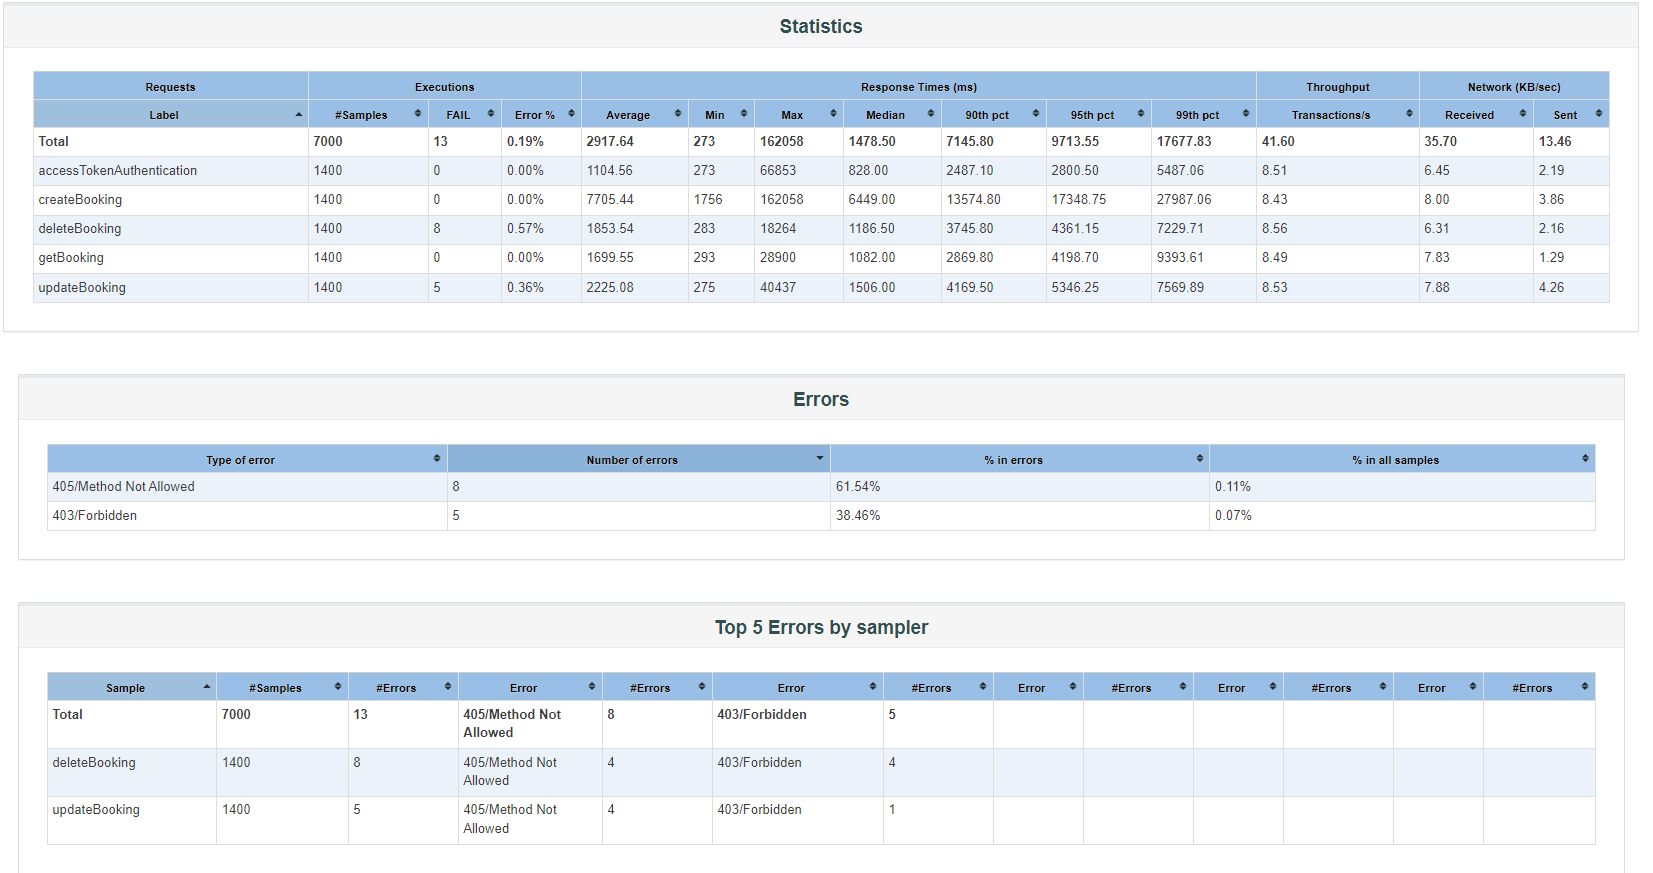 Statistics
Requests Executions Response Times (ms) Throughput Network (KB/sec)
Label #Samples FAIL Error % Average Min Max Median 90th pct 95th pct 99th pct Transactions/s Received Sent
Total 7000 13 0.19% 2917.64 273 162058 1478.50 7145.80 9713.55 17677.83 41.60 35.70 13.46
accessTokenAuthentication 1400 0 0.00% 1104.56 273 66853 828.00 2487.10 2800.50 5487.06 8.51 6.45 2.19
createBooking 1400 0 0.00% 7705.44 1756 162058 6449.00 13574.80 17348.75 27987.06 8.43 8.00 3.86
deleteBooking 1400 8 0.57% 1853.54 283 18264 1186.50 3745.80 4361.15 7229.71 8.56 6.31 2.16
getBooking 1400 0 0.00% 1699.55 293 28900 1082.00 2869.80 4198.70 9393.61 8.49 7.83 1.29
updateBooking 1400 5 0.36% 2225.08 275 40437 1506.00 4169.50 5346.25 7569.89 8.53 7.88 4.26
Errors
Type of error Number of errors % in errors % in all samples
405/Method Not Allowed 8 61.54% 0.11%
403/Forbidden 5 38.46% 0.07%
Top 5 Errors by sampler
Sample #Samples #Errors Error #Errors Error #Errors Error #Errors Error #Errors Error #Errors
Total 7000 13 405/Method Not Allowed 8 403/Forbidden 5
deleteBooking 1400 8 405/Method Not Allowed 4 403/Forbidden 4
updateBooking 1400 5 405/Method Not Allowed 4 403/Forbidden 1